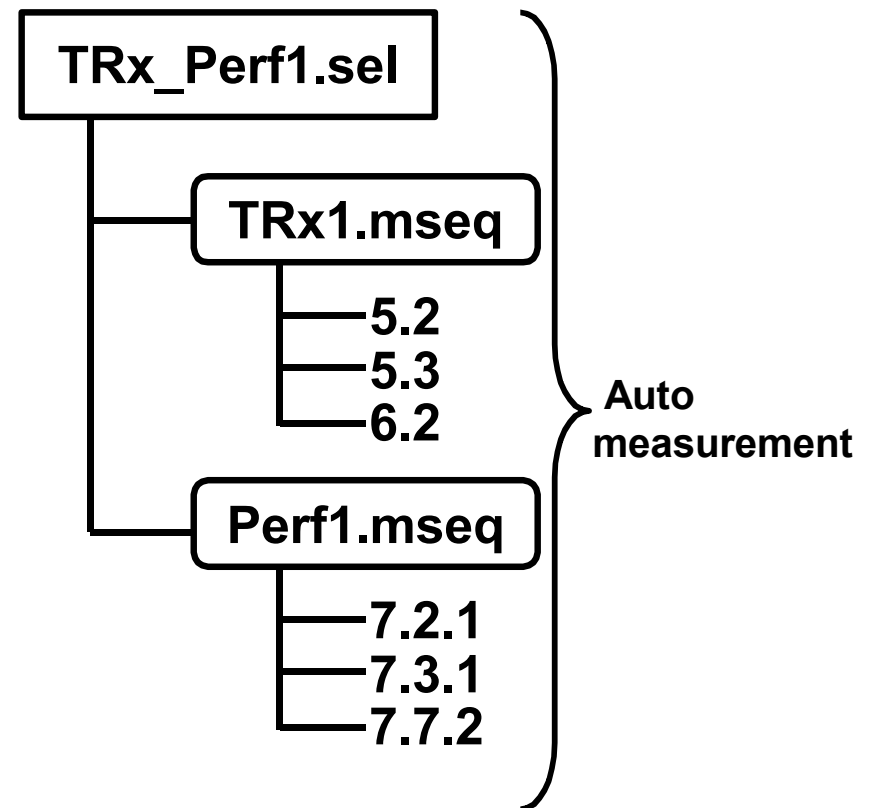 TRx_Perf1.sel
TRx1.mseq
5.2
5.3
6.2
Perf1.mseq
7.2.1
7.3.1
7.7.2
Auto
measurement